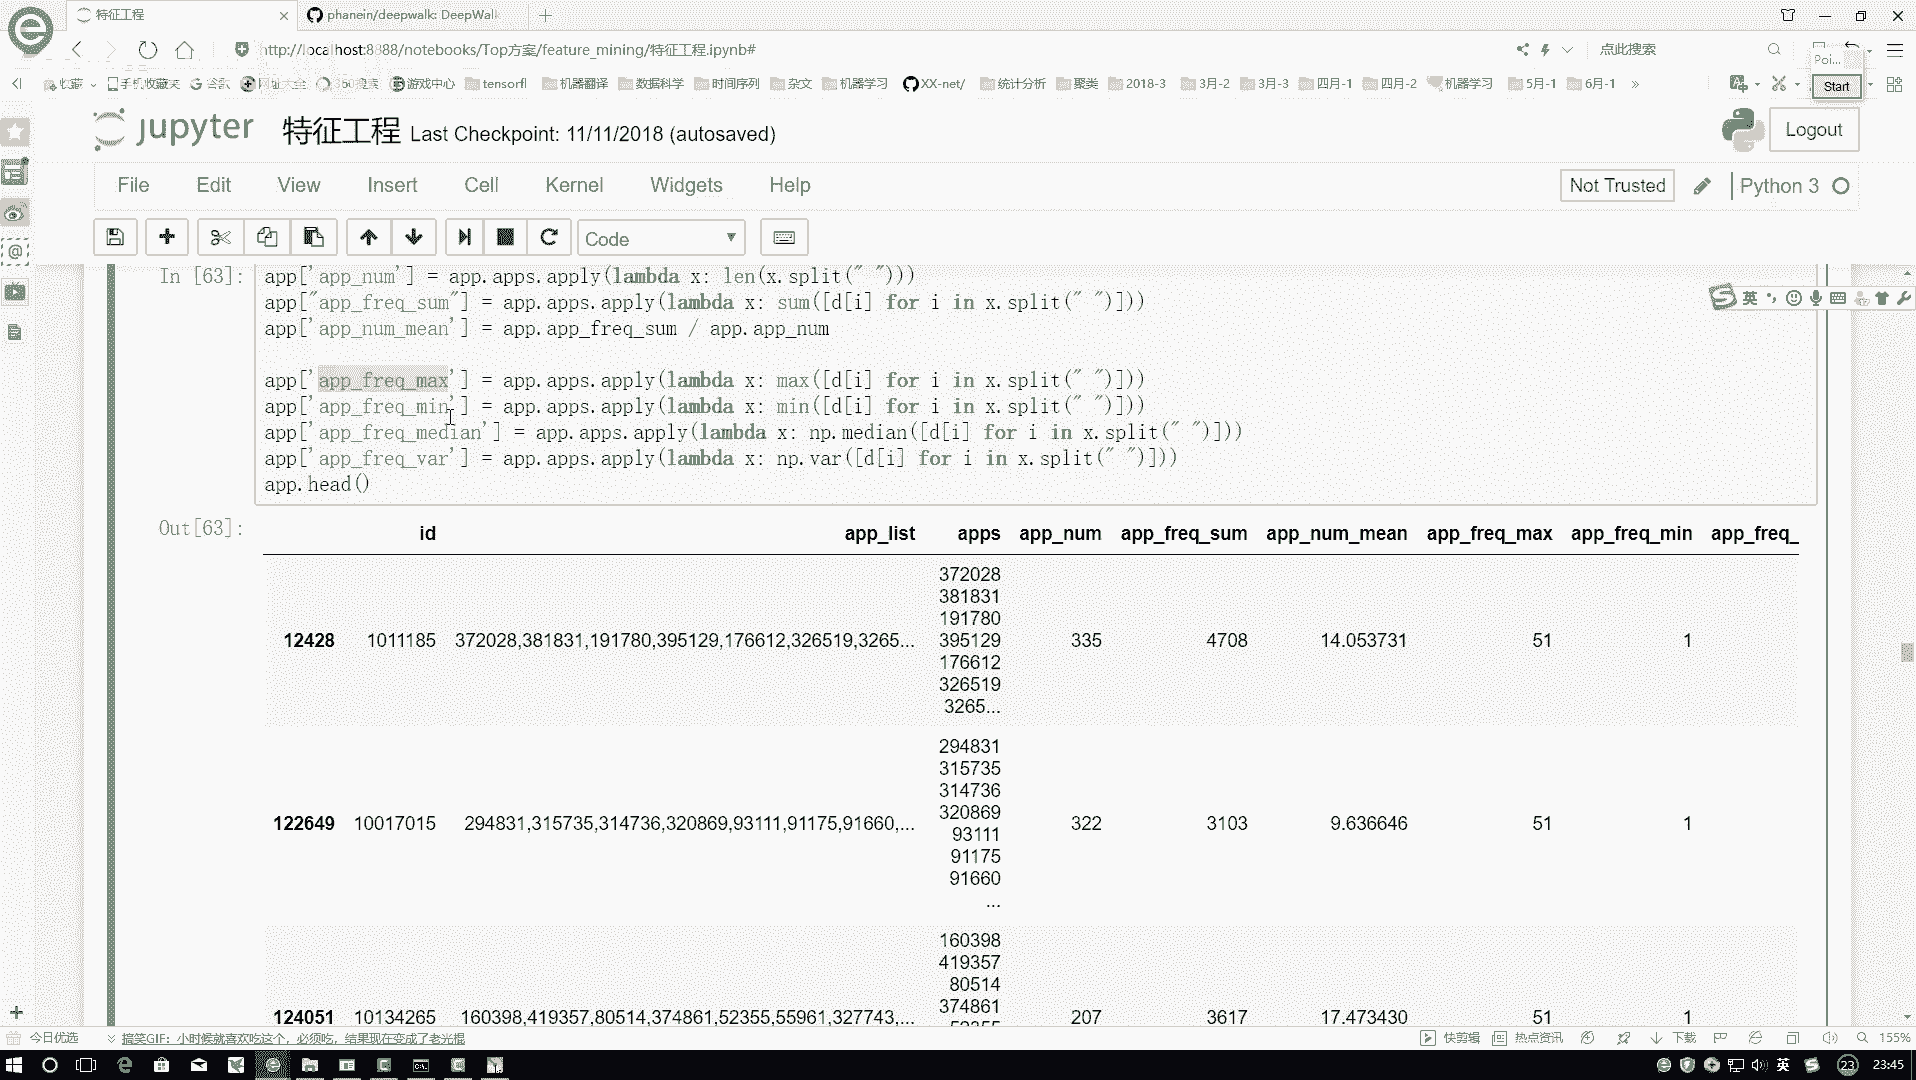 特征工程
phanein/deepwalk: DeepWalk
http://localhost:8888/notebooks/Top方案/feature_mining/特征工程.ipynb#
点此搜索
Poi...
Start
收藏
手机收藏夹
网址大全
游戏中心
tensorfl
机器翻译
数据科学
时间序列
杂文
机器学习
XX-net/
统计分析
聚类
2018-3
3月-2
3月-3
四月-1
四月-2
机器学习
5月-1
6月-1
»
jupyter 特征工程 Last Checkpoint: 11/11/2018 (autosaved)
Logout
File Edit View Insert Cell Kernel Widgets Help
Not Trusted
Python 3
Code
英
In [63]:
app['app_num'] = app.apps.apply(lambda x: len(x.split(" ")))
app["app_freq_sum"] = app.apps.apply(lambda x: sum([d[i] for i in x.split(" ")]))
app['app_num_mean'] = app.app_freq_sum / app.app_num
app['app_freq_max'] = app.apps.apply(lambda x: max([d[i] for i in x.split(" ")]))
app['app_freq_min'] = app.apps.apply(lambda x: min([d[i] for i in x.split(" ")]))
app['app_freq_median'] = app.apps.apply(lambda x: np.median([d[i] for i in x.split(" ")]))
app['app_freq_var'] = app.apps.apply(lambda x: np.var([d[i] for i in x.split(" ")]))
app.head()
Out[63]:
id app_list apps app_num app_freq_sum app_num_mean app_freq_max app_freq_min app_freq_
372028
381831
191780
12428 1011185 372028,381831,191780,395129,176612,326519,3265... 395129 335 4708 14.053731 51 1
176612
326519
3265...
294831
315735
314736
122649 10017015 294831,315735,314736,320869,93111,91175,91660,... 320869 322 3103 9.636646 51 1
93111
91175
91660
...
160398
419357
80514
374861
124051 10134265 160398,419357,80514,374861,52355,55961,327743,... 52355 207 3617 17.473430 51 1
今日优选
搞笑GIF：小时候就喜欢吃这个，必须吃，结果现在变成了老光棍
快剪辑
热点资讯
下载
155%
英
23
23:45